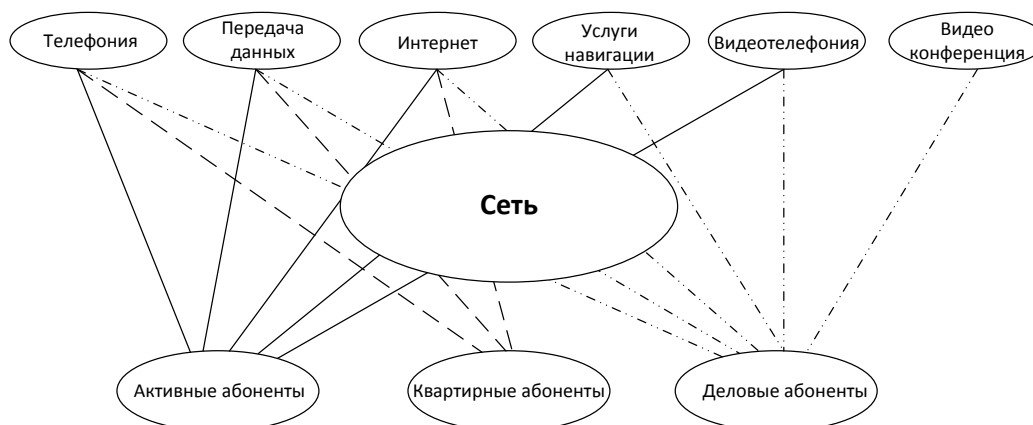 Телефония
Передача
данных
Интернет
Услуги
навигации
Видеотелефония
Видео
конференция
Сеть
Активные абоненты
Квартирные абоненты
Деловые абоненты